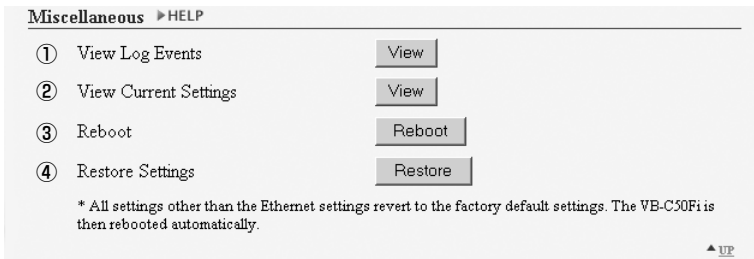 Miscellaneous ▶HELP
① View Log Events View
② View Current Settings View
③ Reboot Reboot
④ Restore Settings Restore
* All settings other than the Ethernet settings revert to the factory default settings. The VB-C50Fi is
then rebooted automatically.
▲UP